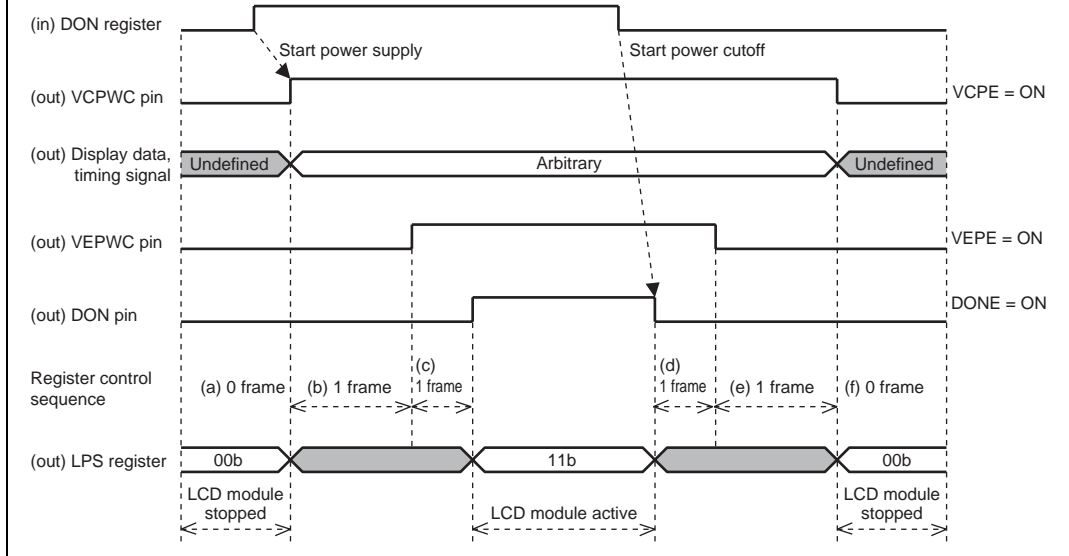 (in) DON register
Start power supply
Start power cutoff
(out) VCPWC pin
VCPE = ON
(out) Display data,
timing signal
Undefined
Arbitrary
Undefined
(out) VEPWC pin
VEPE = ON
(out) DON pin
DONE = ON
Register control
sequence
(a) 0 frame
(b) 1 frame
(c)
1 frame
(d)
1 frame
(e) 1 frame
(f) 0 frame
(out) LPS register
00b
11b
00b
LCD module
stopped
LCD module active
LCD module
stopped